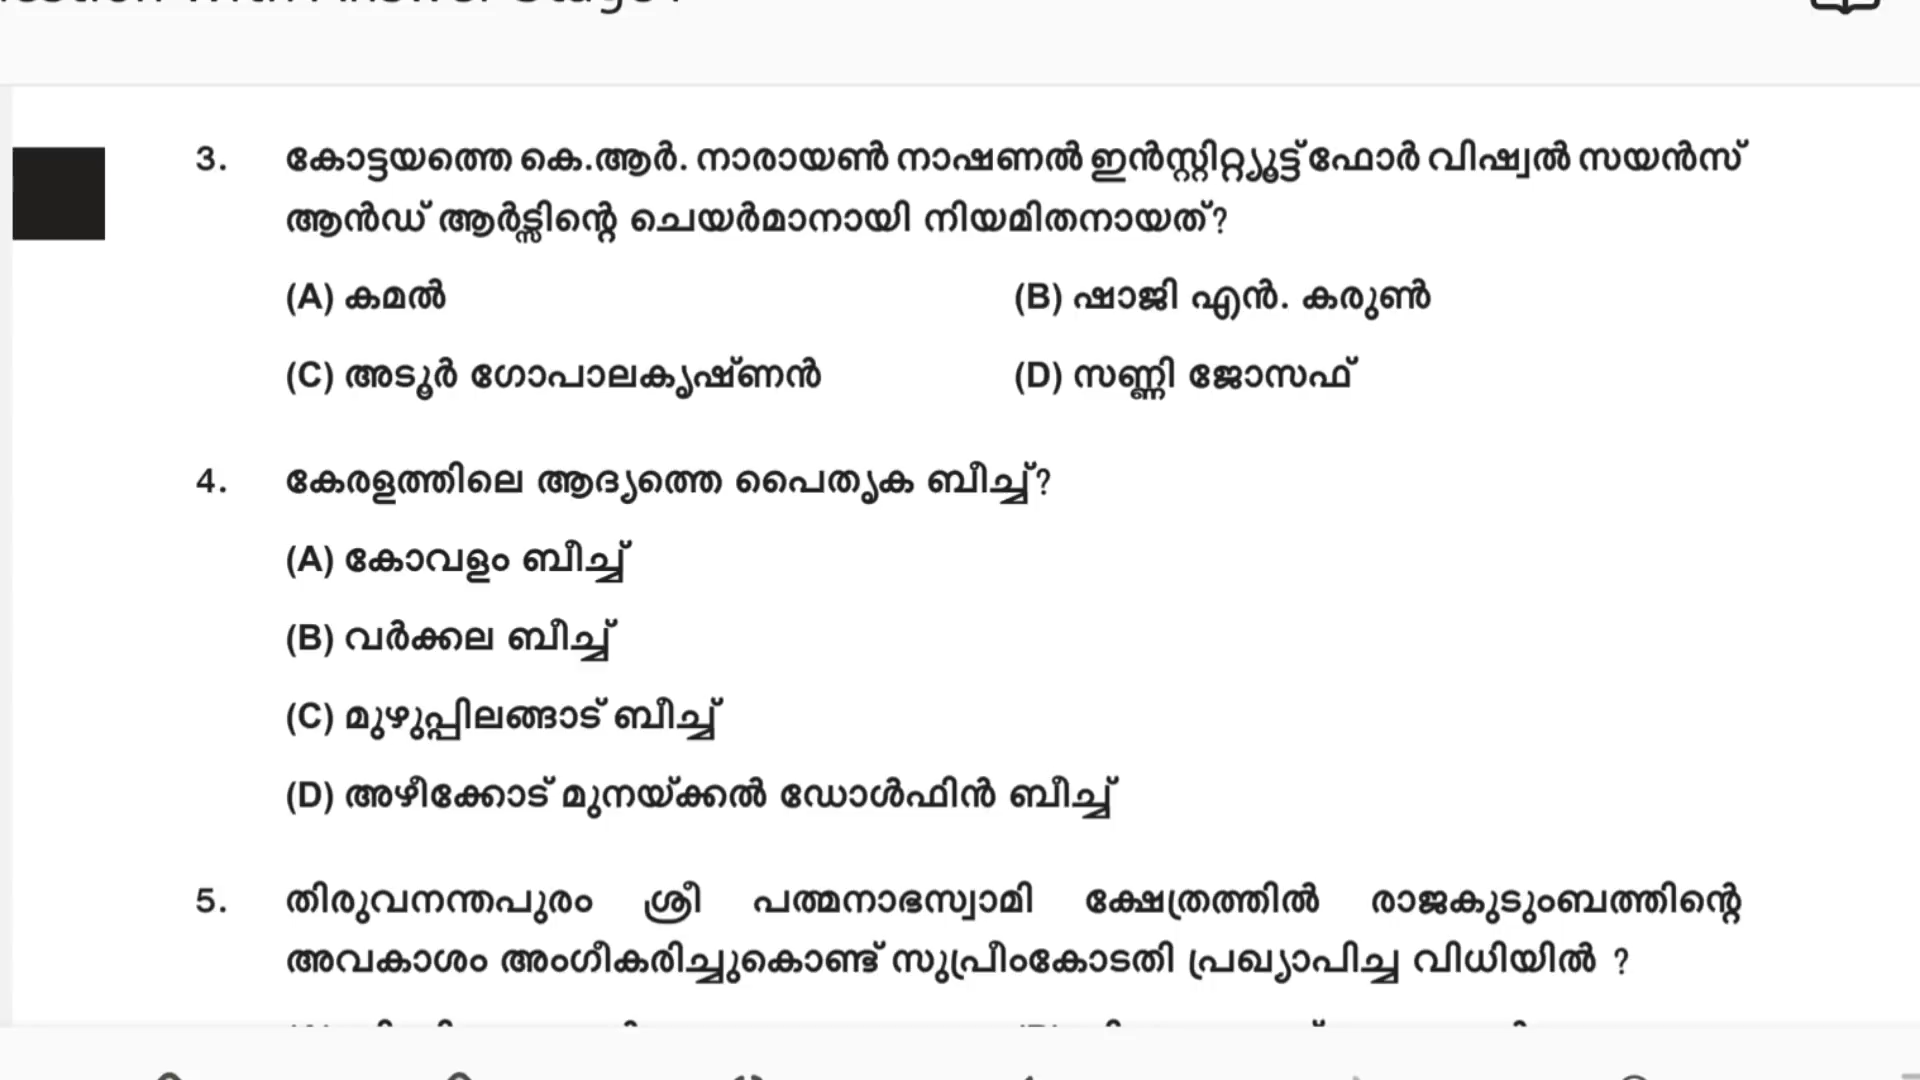 3. കോട്ടയത്തെ കെ.ആർ. നാരായൺ നാഷണൽ ഇൻസ്റ്റിറ്റ്യൂട്ട് ഫോർ വിഷ്വൽ സയൻസ്
ആൻഡ് ആർട്സിന്റെ ചെയർമാനായി നിയമിതനായത്?
(A) കമൽ (B) ഷാജി എൻ. കരുൺ
(C) അടൂർ ഗോപാലകൃഷ്ണൻ (D) സണ്ണി ജോസഫ്
4. കേരളത്തിലെ ആദ്യത്തെ പൈതൃക ബീച്ച്?
(A) കോവളം ബീച്ച്
(B) വർക്കല ബീച്ച്
(C) മുഴുപ്പിലങ്ങാട് ബീച്ച്
(D) അഴീക്കോട് മുനയ്ക്കൽ ഡോൾഫിൻ ബീച്ച്
5. തിരുവനന്തപുരം ശ്രീ പത്മനാഭസ്വാമി ക്ഷേത്രത്തിൽ രാജകുടുംബത്തിന്റെ
അവകാശം അംഗീകരിച്ചുകൊണ്ട് സുപ്രീംകോടതി പ്രഖ്യാപിച്ച വിധിയിൽ ?